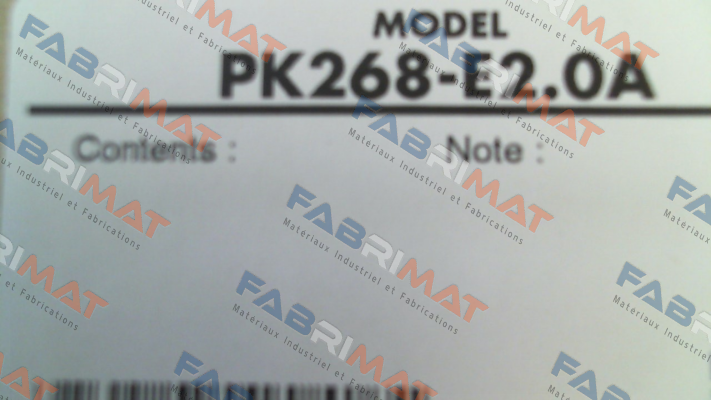 MODEL
PK268-E2.0A
Contents : Note :
FABRIMAT
Matériaux Industriel et Fabrications